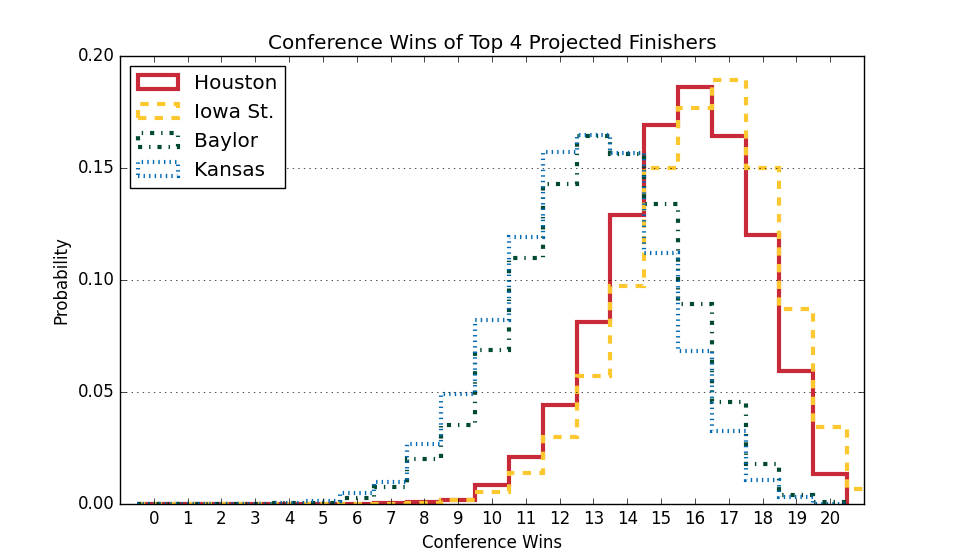 Conference Wins of Top 4 Projected Finishers
0.20
0.15
0.10
0.05
0.00
Probability
Houston
Iowa St.
Baylor
Kansas
0 1 2 3 4 5 6 7 8 9 10 11 12 13 14 15 16 17 18 19 20
Conference Wins